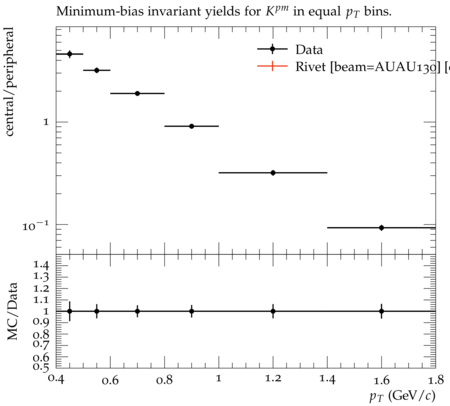 Minimum-bias invariant yields for K^{pm} in equal p_T bins.
central/peripheral
Data
Rivet [beam=AUAU130] [
1
10^{-1}
MC/Data
1.4
1.3
1.2
1.1
1
0.9
0.8
0.7
0.6
0.5
0.4 0.6 0.8 1 1.2 1.4 1.6 1.8
p_T (GeV/c)